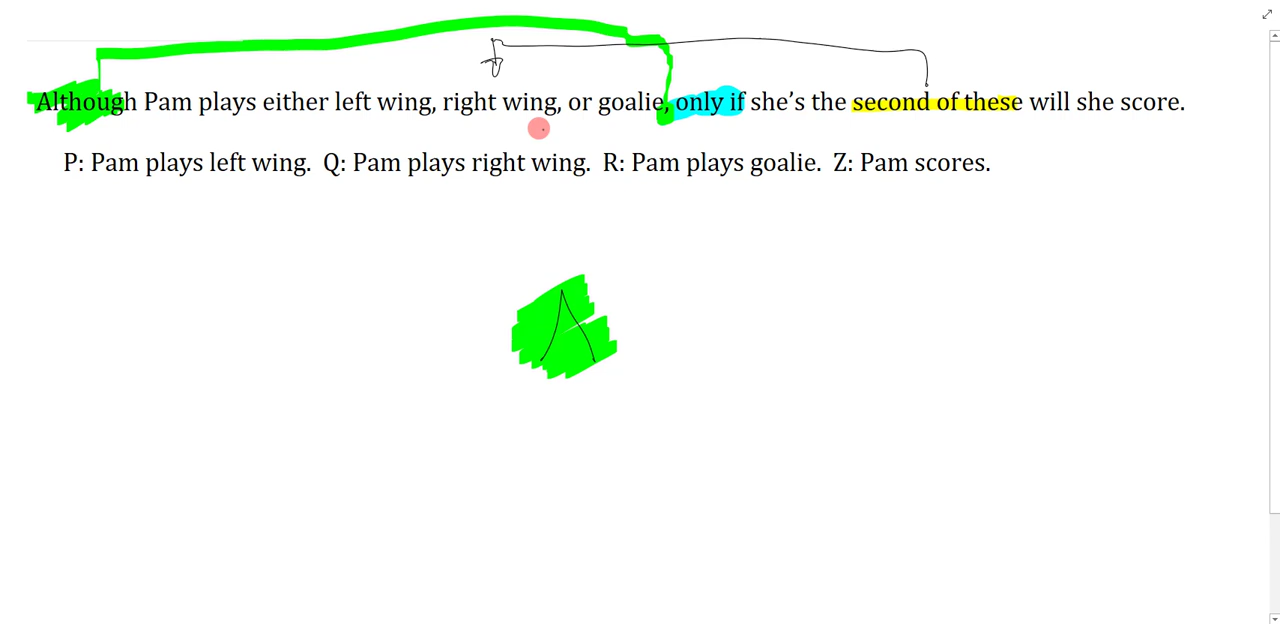 Although Pam plays either left wing, right wing, or goalie, only if she's the second of these will she score.
P: Pam plays left wing. Q: Pam plays right wing. R: Pam plays goalie. Z: Pam scores.
∧